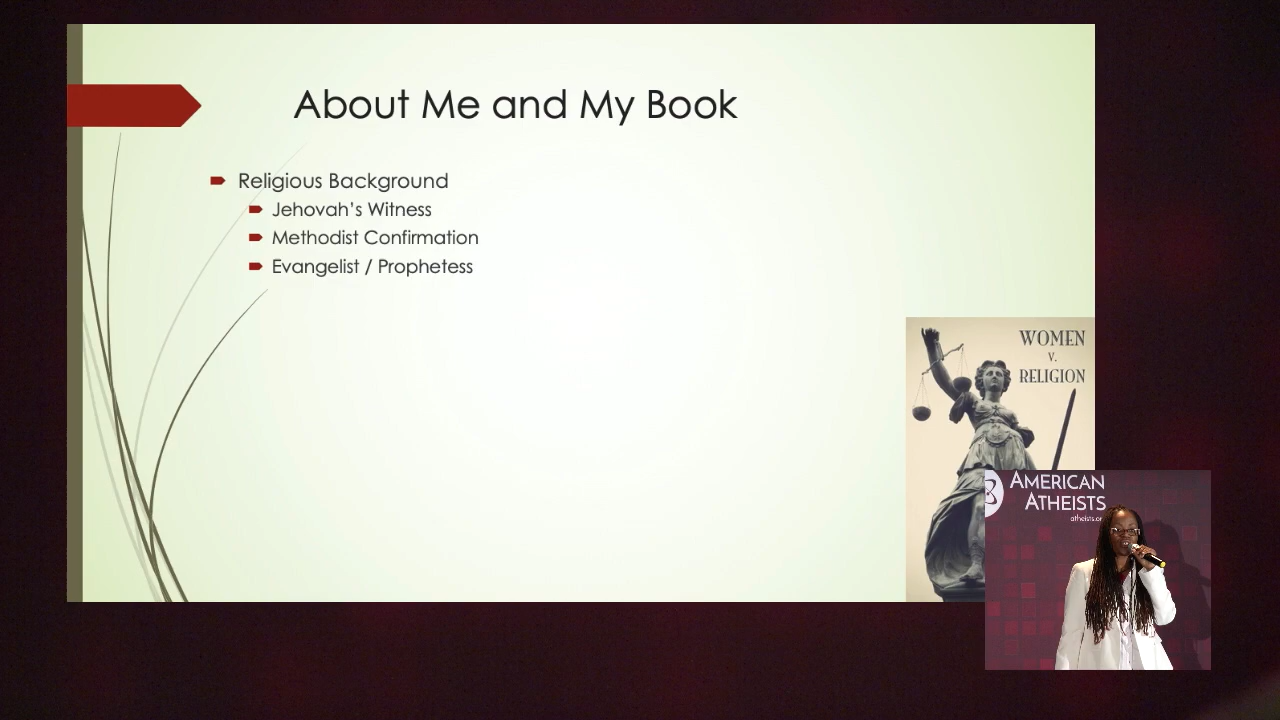 About Me and My Book
Religious Background
Jehovah's Witness
Methodist Confirmation
Evangelist / Prophetess
WOMEN
v.
RELIGION
AMERICAN
ATHEISTS